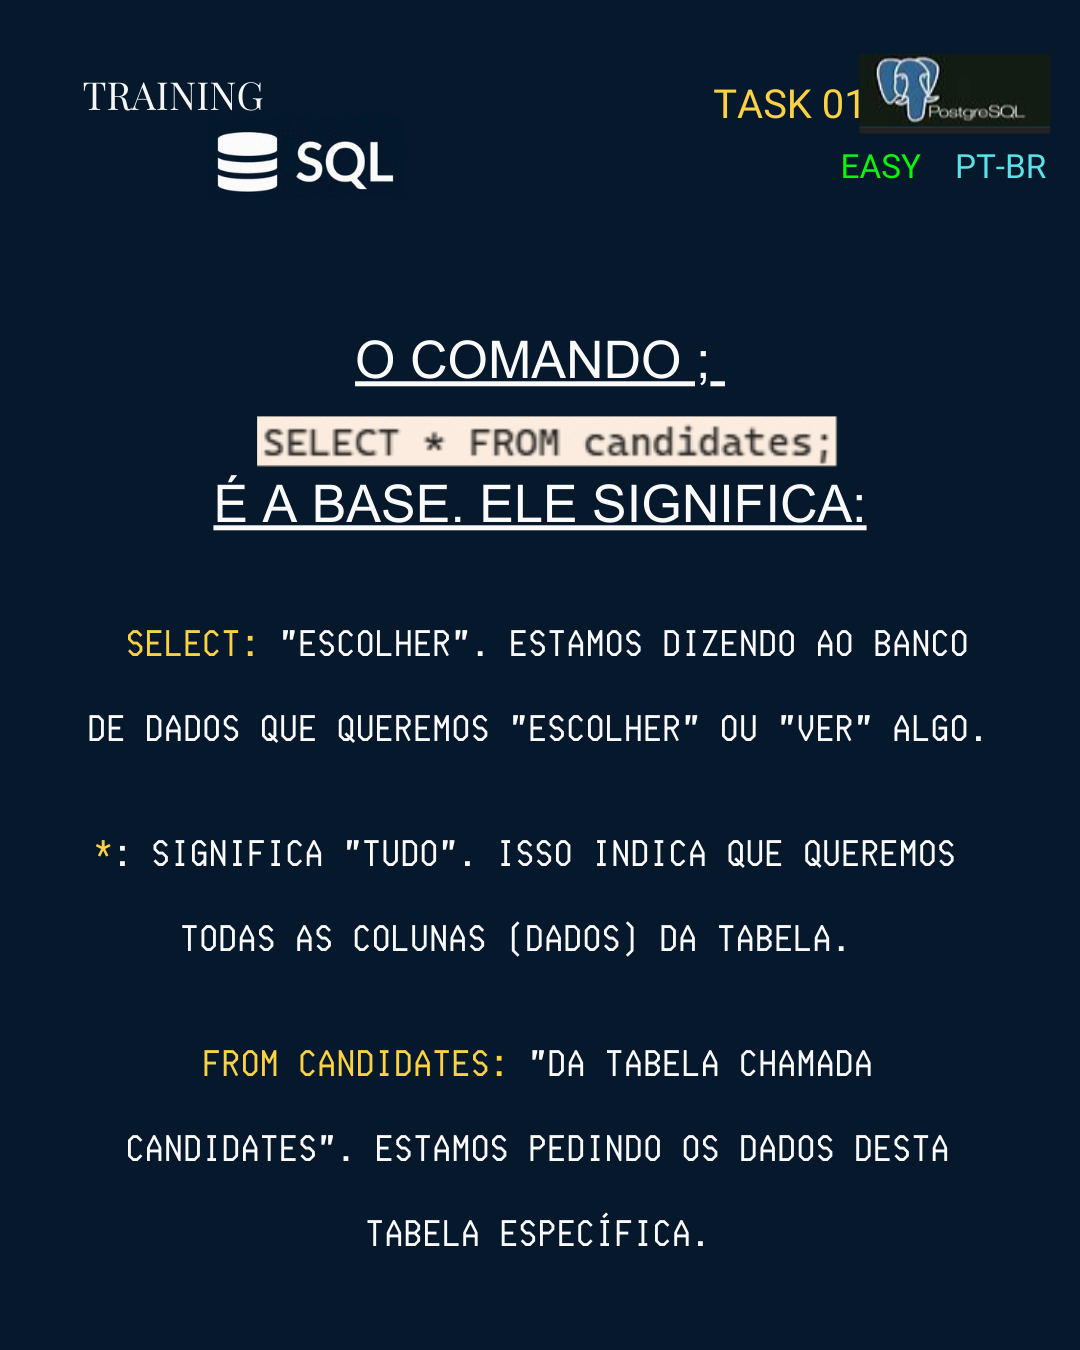 TRAINING
SQL
TASK 01
PostgreSQL
EASY PT-BR
O COMANDO ;
SELECT * FROM candidates;
É A BASE. ELE SIGNIFICA:
SELECT: "ESCOLHER". ESTAMOS DIZENDO AO BANCO
DE DADOS QUE QUEREMOS "ESCOLHER" OU "VER" ALGO.
*: SIGNIFICA "TUDO". ISSO INDICA QUE QUEREMOS
TODAS AS COLUNAS (DADOS) DA TABELA.
FROM CANDIDATES: "DA TABELA CHAMADA
CANDIDATES". ESTAMOS PEDINDO OS DADOS DESTA
TABELA ESPECÍFICA.